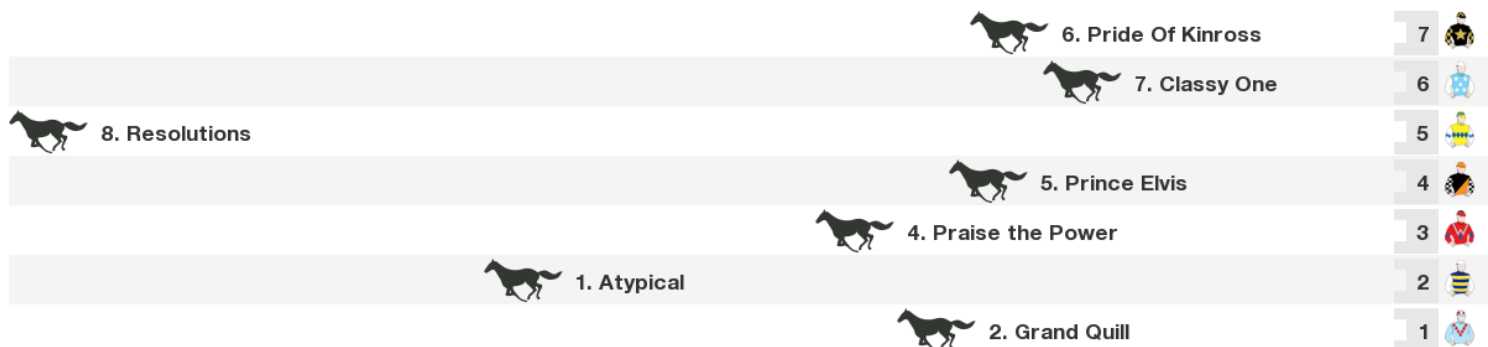 6. Pride Of Kinross 7
7. Classy One 6
8. Resolutions 5
5. Prince Elvis 4
4. Praise the Power 3
1. Atypical 2
2. Grand Quill 1